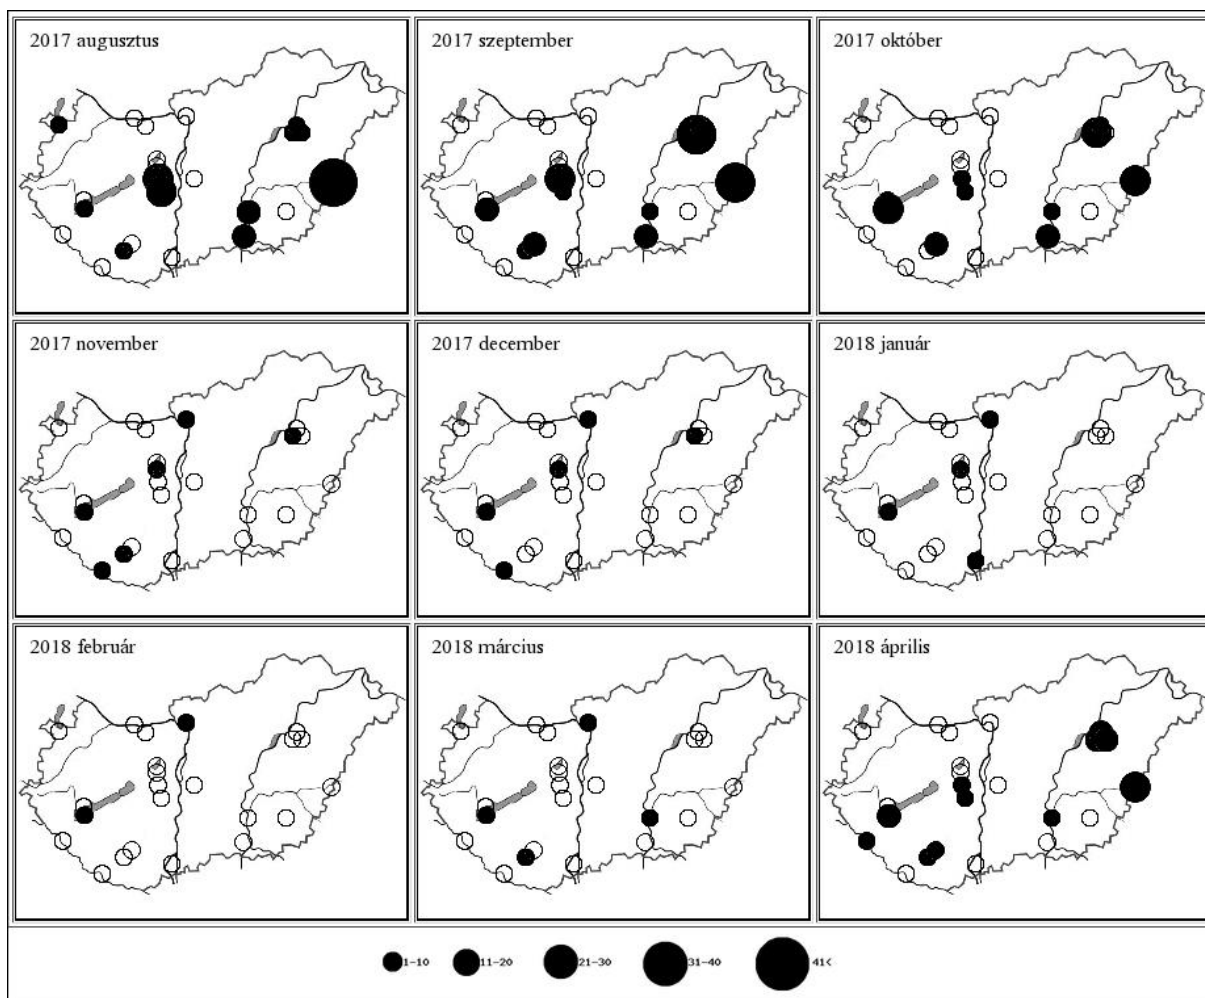 2017 augusztus
2017 szeptember
2017 október
2017 november
2017 december
2018 január
2018 február
2018 március
2018 április
1-10 11-20 21-30 31-40 41<